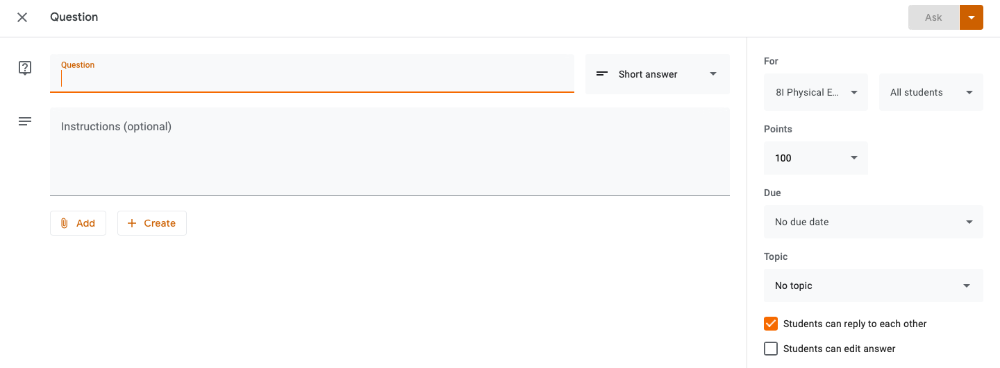 Question
Ask
Question
Short answer
Instructions (optional)
Add
Create
For
8I Physical E...
All students
Points
100
Due
No due date
Topic
No topic
Students can reply to each other
Students can edit answer